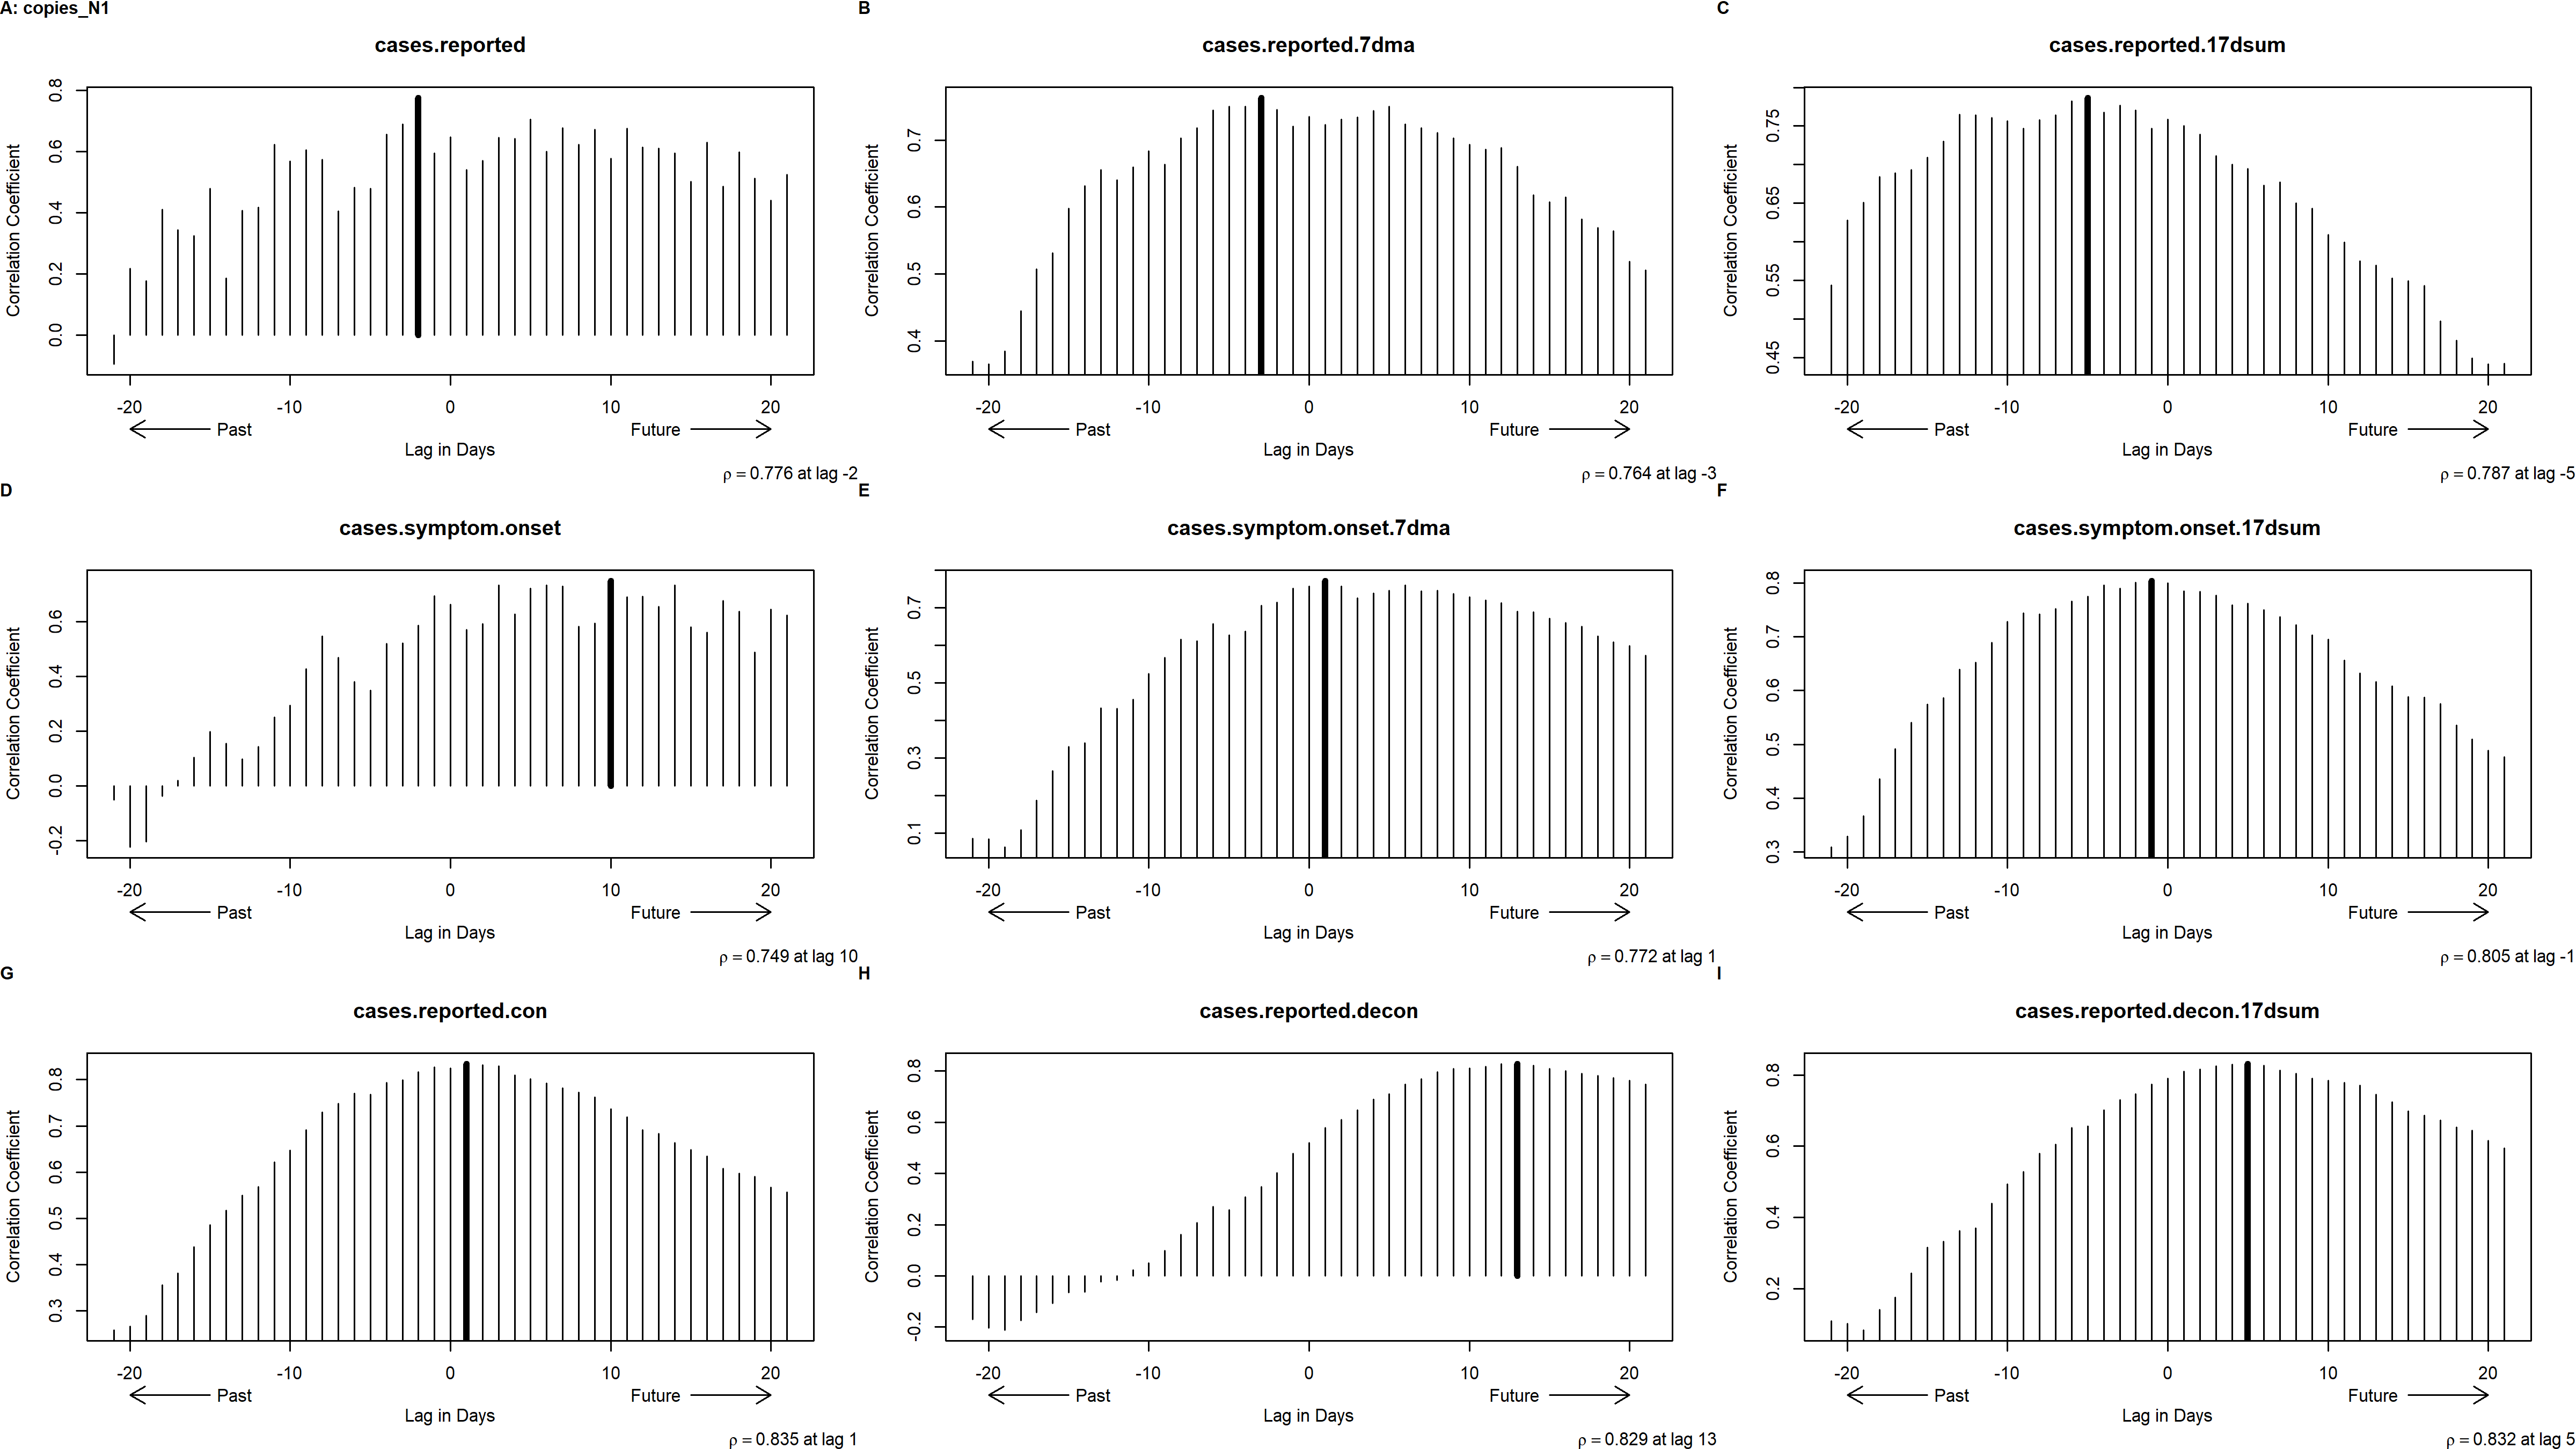 A: copies_N1
cases.reported
Correlation Coefficient
0.0 0.2 0.4 0.6 0.8
-20 -10 0 10 20
Past Future
Lag in Days
ρ = 0.776 at lag -2
B
cases.reported.7dma
Correlation Coefficient
0.4 0.5 0.6 0.7
-20 -10 0 10 20
Past Future
Lag in Days
ρ = 0.764 at lag -3
C
cases.reported.17dsum
Correlation Coefficient
0.45 0.55 0.65 0.75
-20 -10 0 10 20
Past Future
Lag in Days
ρ = 0.787 at lag -5
D
cases.symptom.onset
Correlation Coefficient
-0.2 0.0 0.2 0.4 0.6
-20 -10 0 10 20
Past Future
Lag in Days
ρ = 0.749 at lag 10
E
cases.symptom.onset.7dma
Correlation Coefficient
0.1 0.3 0.5 0.7
-20 -10 0 10 20
Past Future
Lag in Days
ρ = 0.772 at lag 1
F
cases.symptom.onset.17dsum
Correlation Coefficient
0.3 0.4 0.5 0.6 0.7 0.8
-20 -10 0 10 20
Past Future
Lag in Days
ρ = 0.805 at lag -1
G
cases.reported.con
Correlation Coefficient
0.3 0.4 0.5 0.6 0.7 0.8
-20 -10 0 10 20
Past Future
Lag in Days
ρ = 0.835 at lag 1
H
cases.reported.decon
Correlation Coefficient
-0.2 0.0 0.2 0.4 0.6 0.8
-20 -10 0 10 20
Past Future
Lag in Days
ρ = 0.829 at lag 13
I
cases.reported.decon.17dsum
Correlation Coefficient
0.2 0.4 0.6 0.8
-20 -10 0 10 20
Past Future
Lag in Days
ρ = 0.832 at lag 5